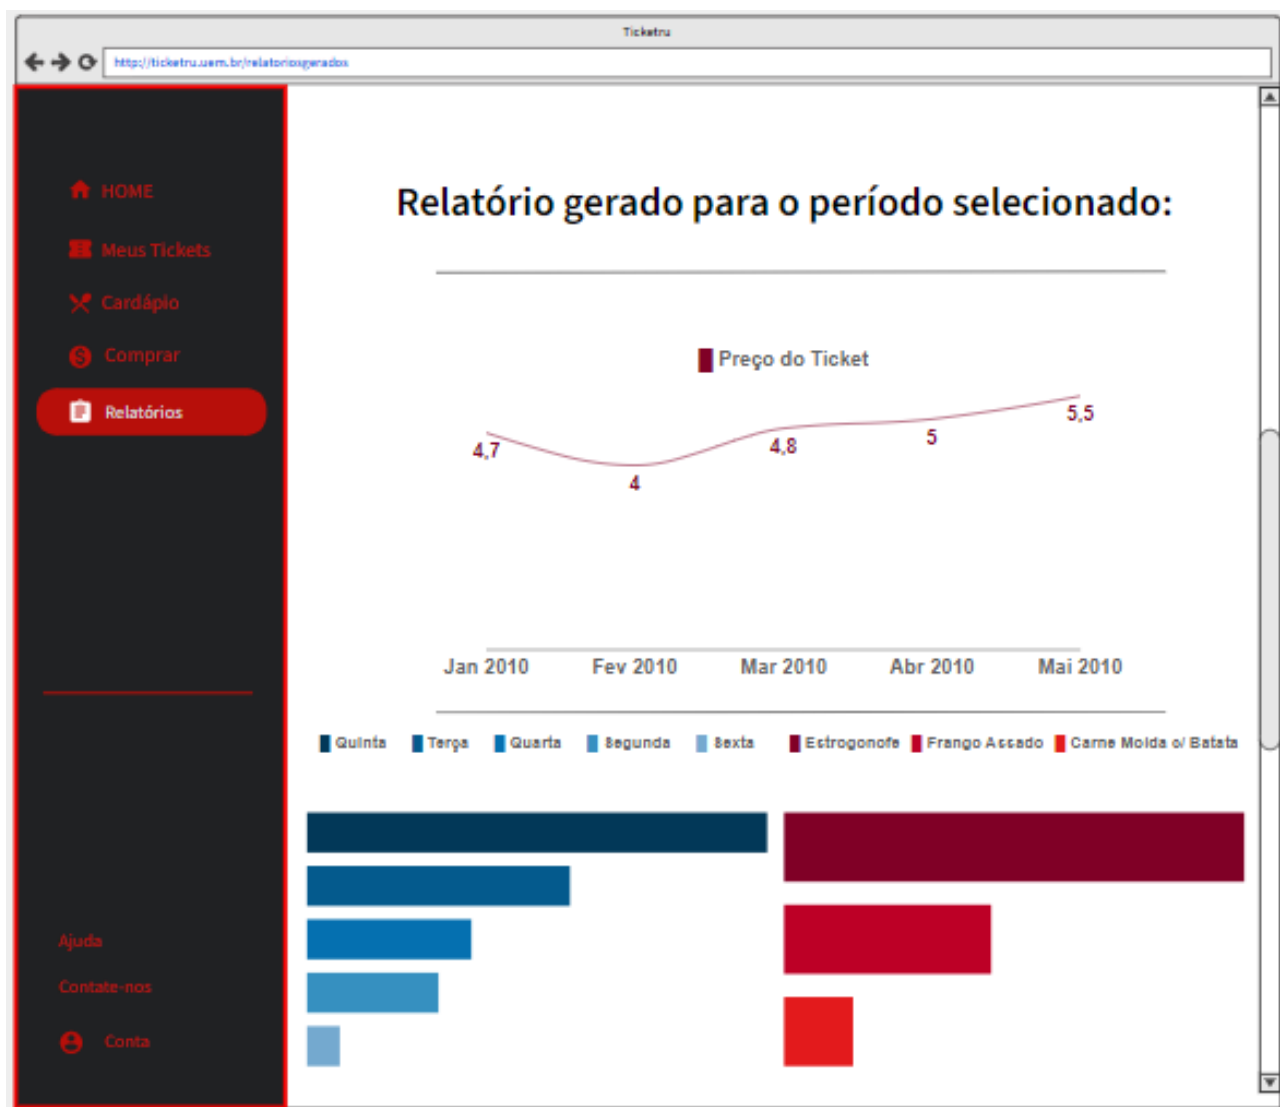 Ticketru
http://ticketru.uem.br/relatoriosgerados
HOME
Meus Tickets
Cardápio
Comprar
Relatórios
Ajuda
Contate-nos
Conta
Relatório gerado para o período selecionado:
Preço do Ticket
4,7
4
4,8
5
5,5
Jan 2010 Fev 2010 Mar 2010 Abr 2010 Mai 2010
Quinta Terça Quarta Segunda Sexta
Estrogonofe Frango Assado Carne Moida c/ Batata